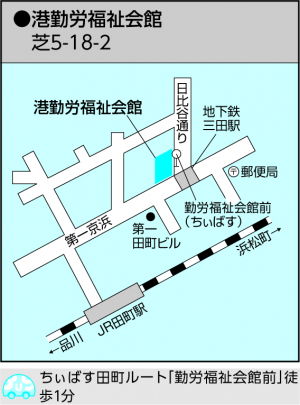 ●港勤労福祉会館
芝5-18-2
日比谷通り
港勤労福祉会館
地下鉄
三田駅
〒郵便局
第一京浜
勤労福祉会館前
(ちぃばす)
第一
田町ビル
浜松町
JR田町駅
品川
ちぃばす田町ルート「勤労福祉会館前」徒
歩1分